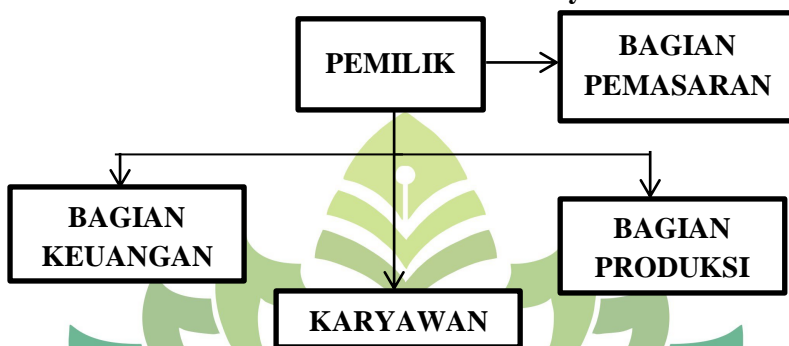 PEMILIK
BAGIAN
PEMASARAN
BAGIAN
KEUANGAN
BAGIAN
PRODUKSI
KARYAWAN